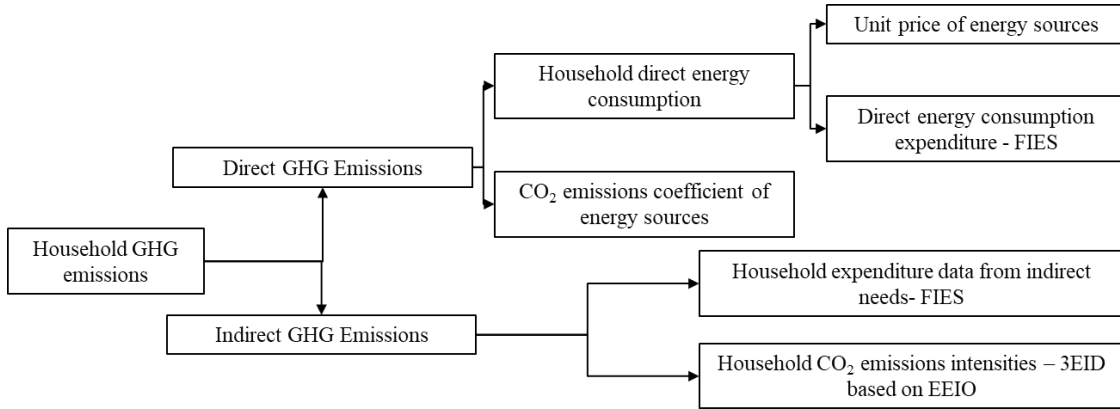 Unit price of energy sources
Household direct energy
consumption
Direct energy consumption
expenditure - FIES
Direct GHG Emissions
CO₂ emissions coefficient of
energy sources
Household GHG
emissions
Household expenditure data from indirect
needs- FIES
Indirect GHG Emissions
Household CO₂ emissions intensities – 3EID
based on EEIO